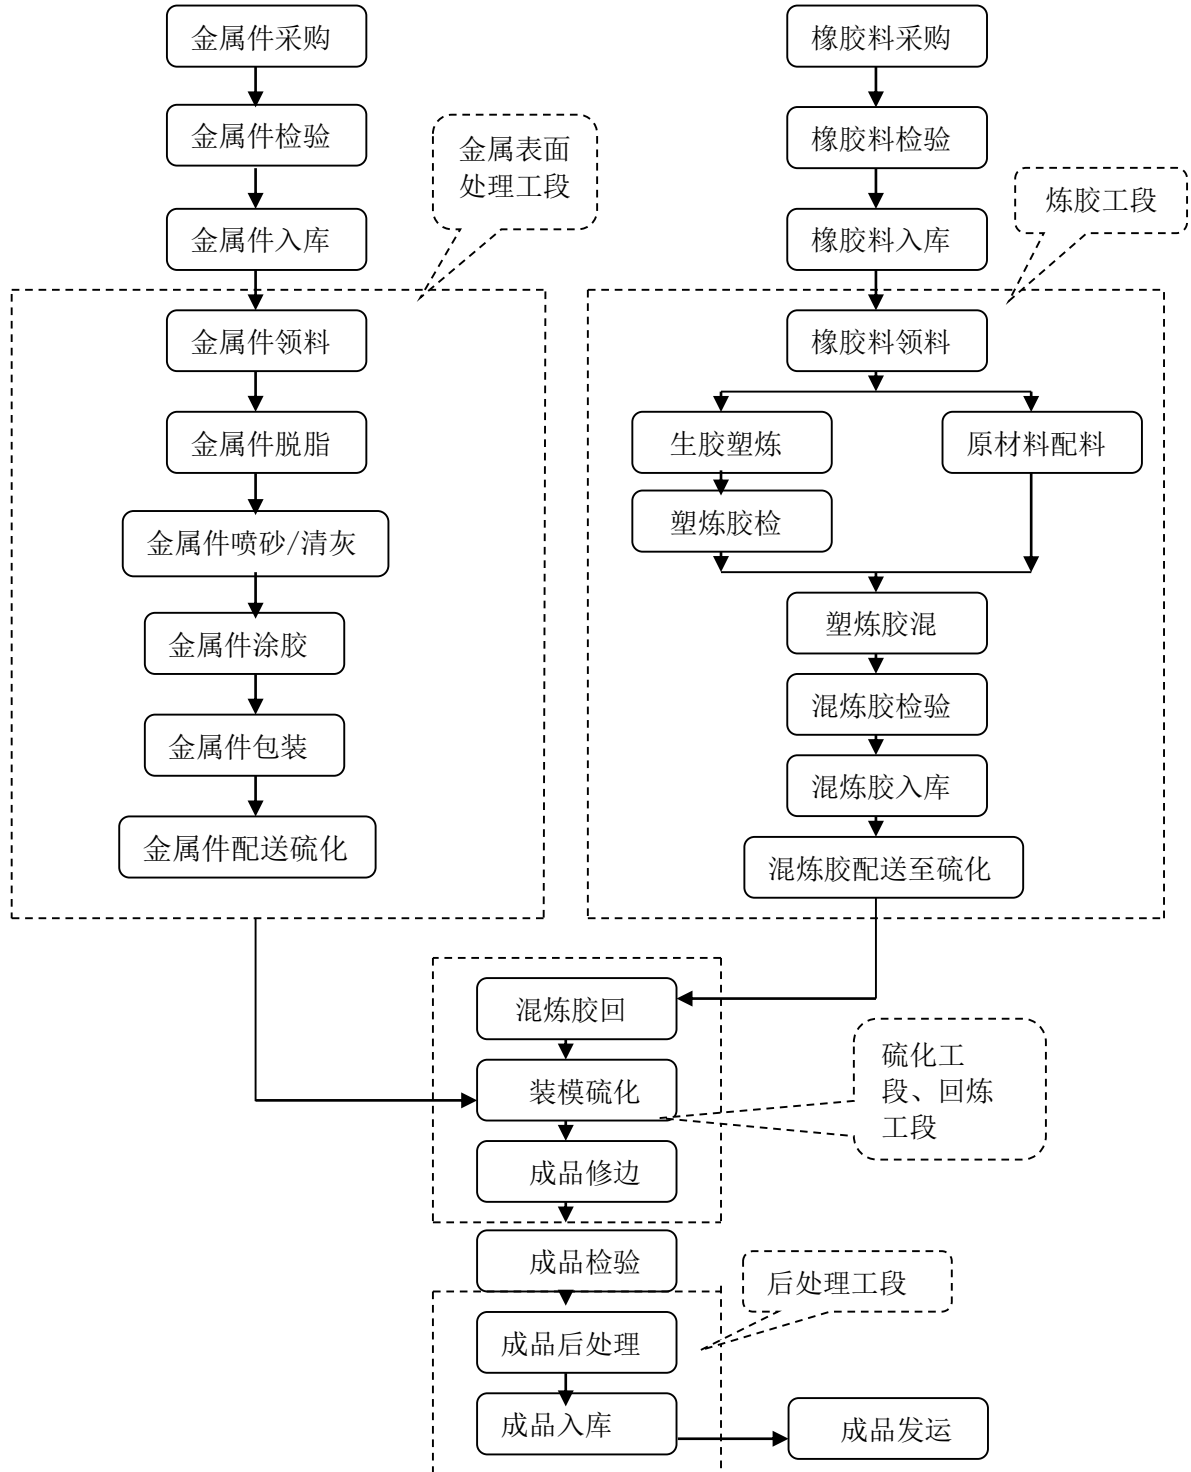 金属件采购
橡胶料采购
金属件检验
橡胶料检验
金属表面
处理工段
炼胶工段
金属件入库
橡胶料入库
金属件领料
橡胶料领料
金属件脱脂
生胶塑炼
原材料配料
金属件喷砂/清灰
塑炼胶检
金属件涂胶
塑炼胶混
混炼胶检验
金属件包装
混炼胶入库
金属件配送硫化
混炼胶配送至硫化
混炼胶回
硫化工
段、回炼
工段
装模硫化
成品修边
成品检验
后处理工段
成品后处理
成品入库
成品发运